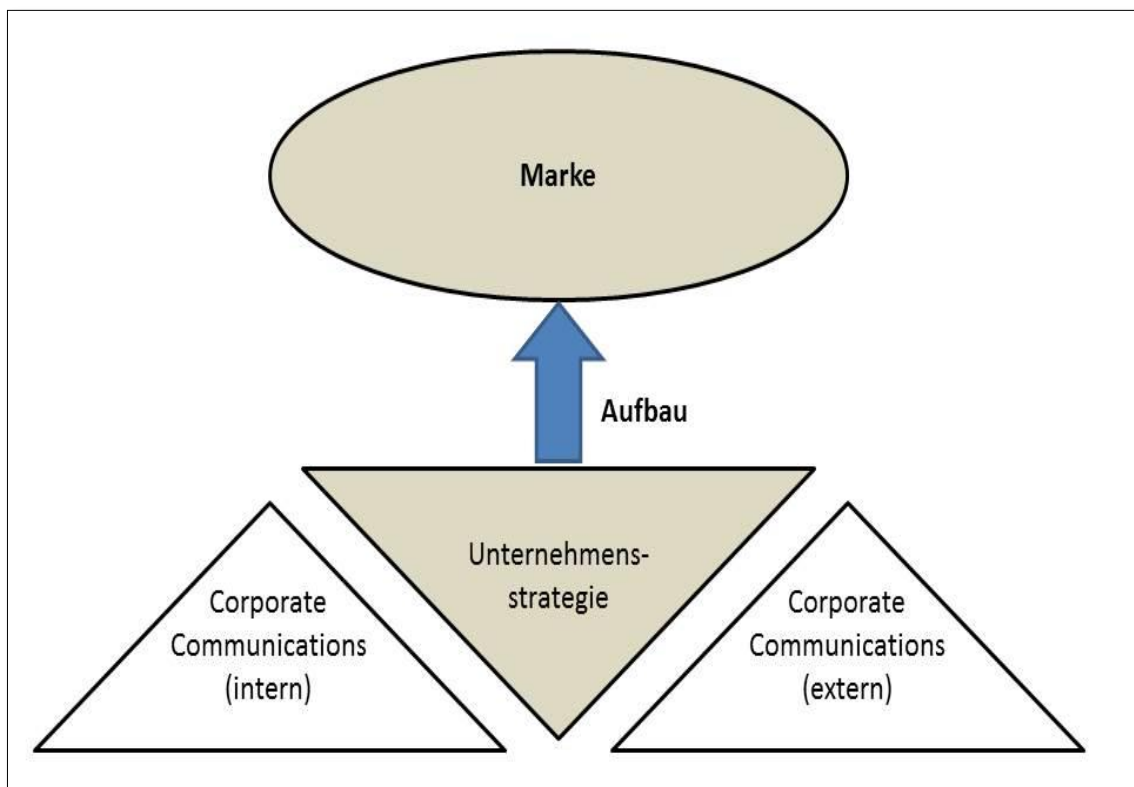 Marke
Aufbau
Unternehmens-
strategie
Corporate
Communications
(intern)
Corporate
Communications
(extern)